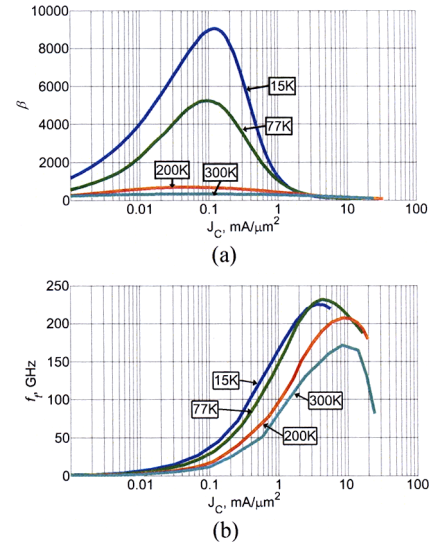 10000
8000
6000
4000
2000
0
β
15K
77K
200K
300K
0.01 0.1 1 10 100
J_C, mA/μm²
(a)
250
200
150
100
50
0
f_t, GHz
15K
77K
300K
200K
0.01 0.1 1 10 100
J_C, mA/μm²
(b)